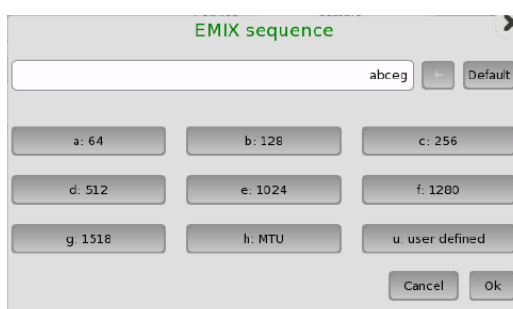 EMIX sequence
abceg
← Default
a: 64 b: 128 c: 256
d: 512 e: 1024 f: 1280
g: 1518 h: MTU u: user defined
Cancel Ok